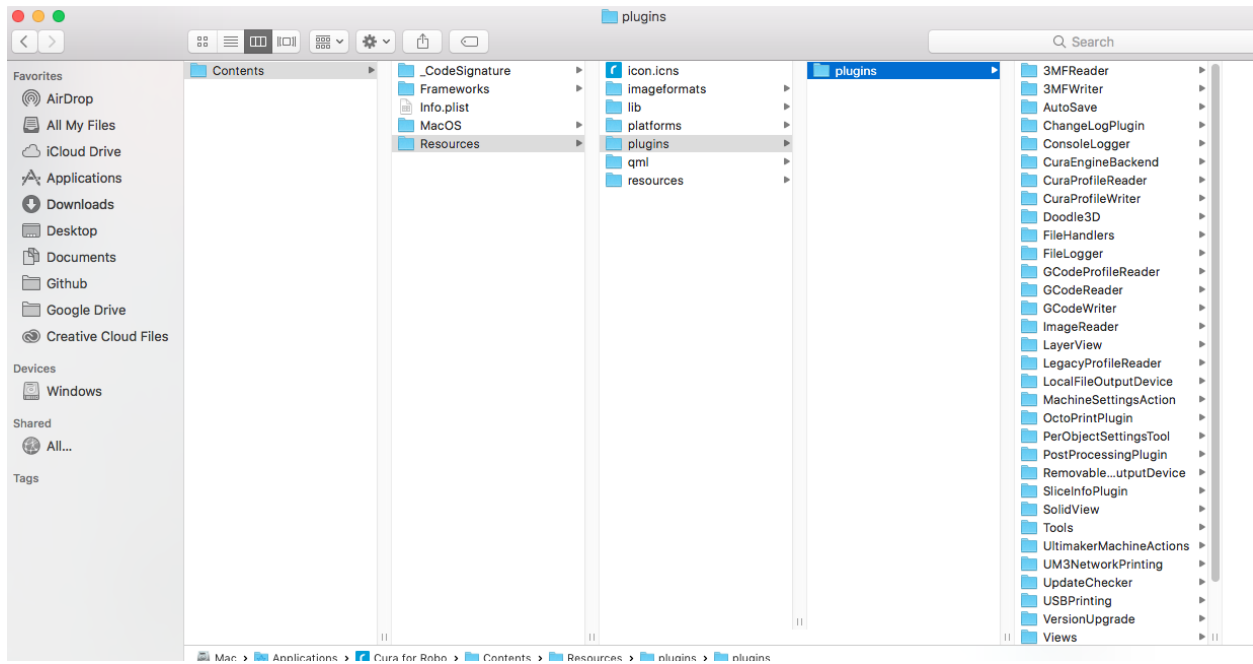 plugins
Search
Favorites
AirDrop
All My Files
iCloud Drive
Applications
Downloads
Desktop
Documents
Github
Google Drive
Creative Cloud Files
Devices
Windows
Shared
All...
Tags
Contents
_CodeSignature
Frameworks
Info.plist
MacOS
Resources
icon.icns
imageformats
lib
platforms
plugins
qml
resources
plugins
3MFReader
3MFWriter
AutoSave
ChangeLogPlugin
ConsoleLogger
CuraEngineBackend
CuraProfileReader
CuraProfileWriter
Doodle3D
FileHandlers
FileLogger
GCodeProfileReader
GCodeReader
GCodeWriter
ImageReader
LayerView
LegacyProfileReader
LocalFileOutputDevice
MachineSettingsAction
OctoPrintPlugin
PerObjectSettingsTool
PostProcessingPlugin
Removable...utputDevice
SliceInfoPlugin
SolidView
Tools
UltimakerMachineActions
UM3NetworkPrinting
UpdateChecker
USBPrinting
VersionUpgrade
Views
Mac › Applications › Cura for Robo › Contents › Resources › plugins › plugins